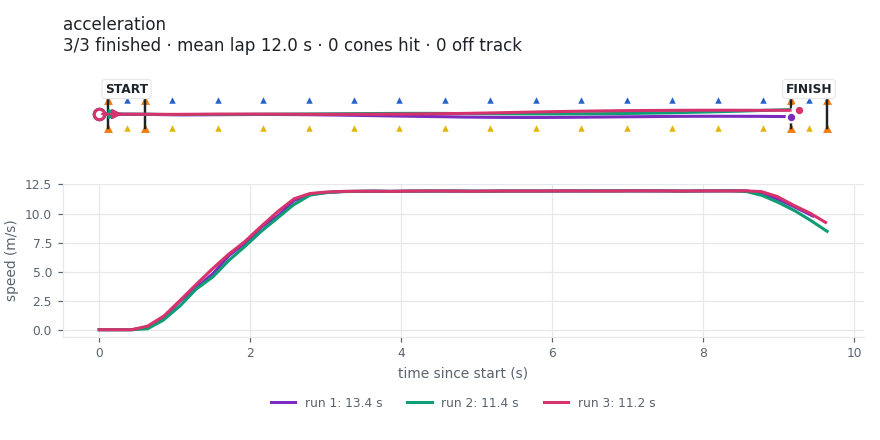 acceleration
3/3 finished · mean lap 12.0 s · 0 cones hit · 0 off track
START
FINISH
12.5
10.0
7.5
5.0
2.5
0.0
speed (m/s)
0
2
4
6
8
10
time since start (s)
run 1: 13.4 s
run 2: 11.4 s
run 3: 11.2 s